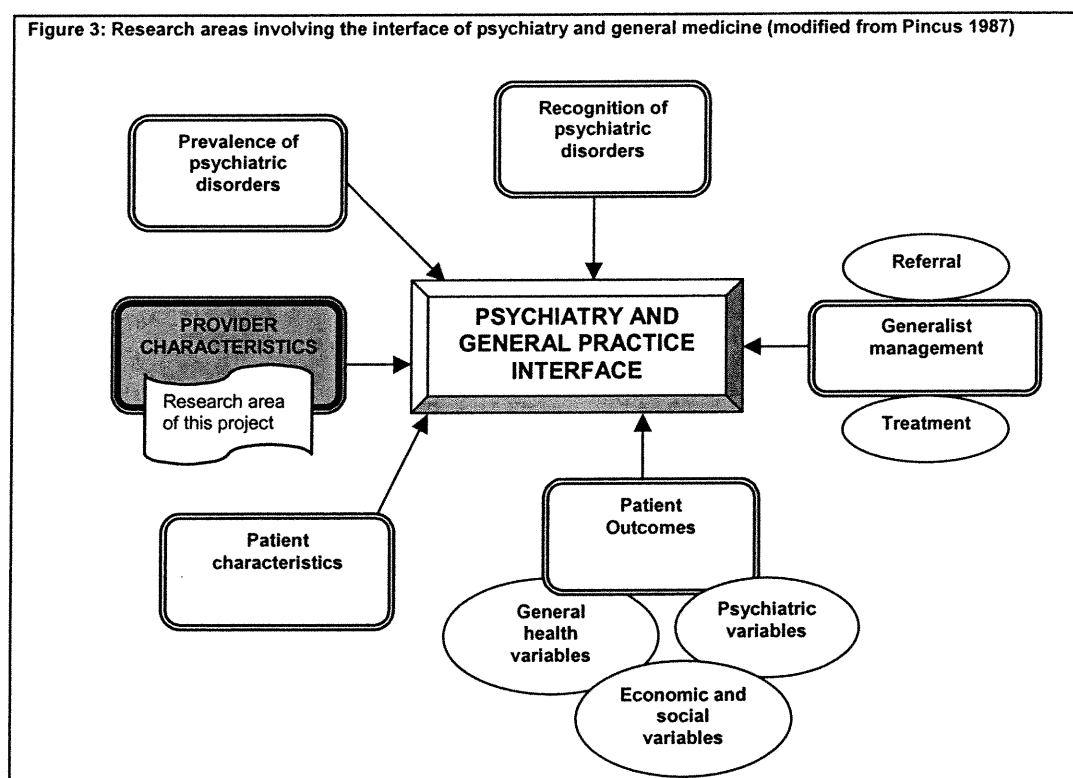 Figure 3: Research areas involving the interface of psychiatry and general medicine (modified from Pincus 1987)
Prevalence of
psychiatric
disorders
Recognition of
psychiatric
disorders
Referral
PROVIDER
CHARACTERISTICS
Research area
of this project
PSYCHIATRY AND
GENERAL PRACTICE
INTERFACE
Generalist
management
Treatment
Patient
characteristics
Patient
Outcomes
General
health
variables
Psychiatric
variables
Economic and
social
variables